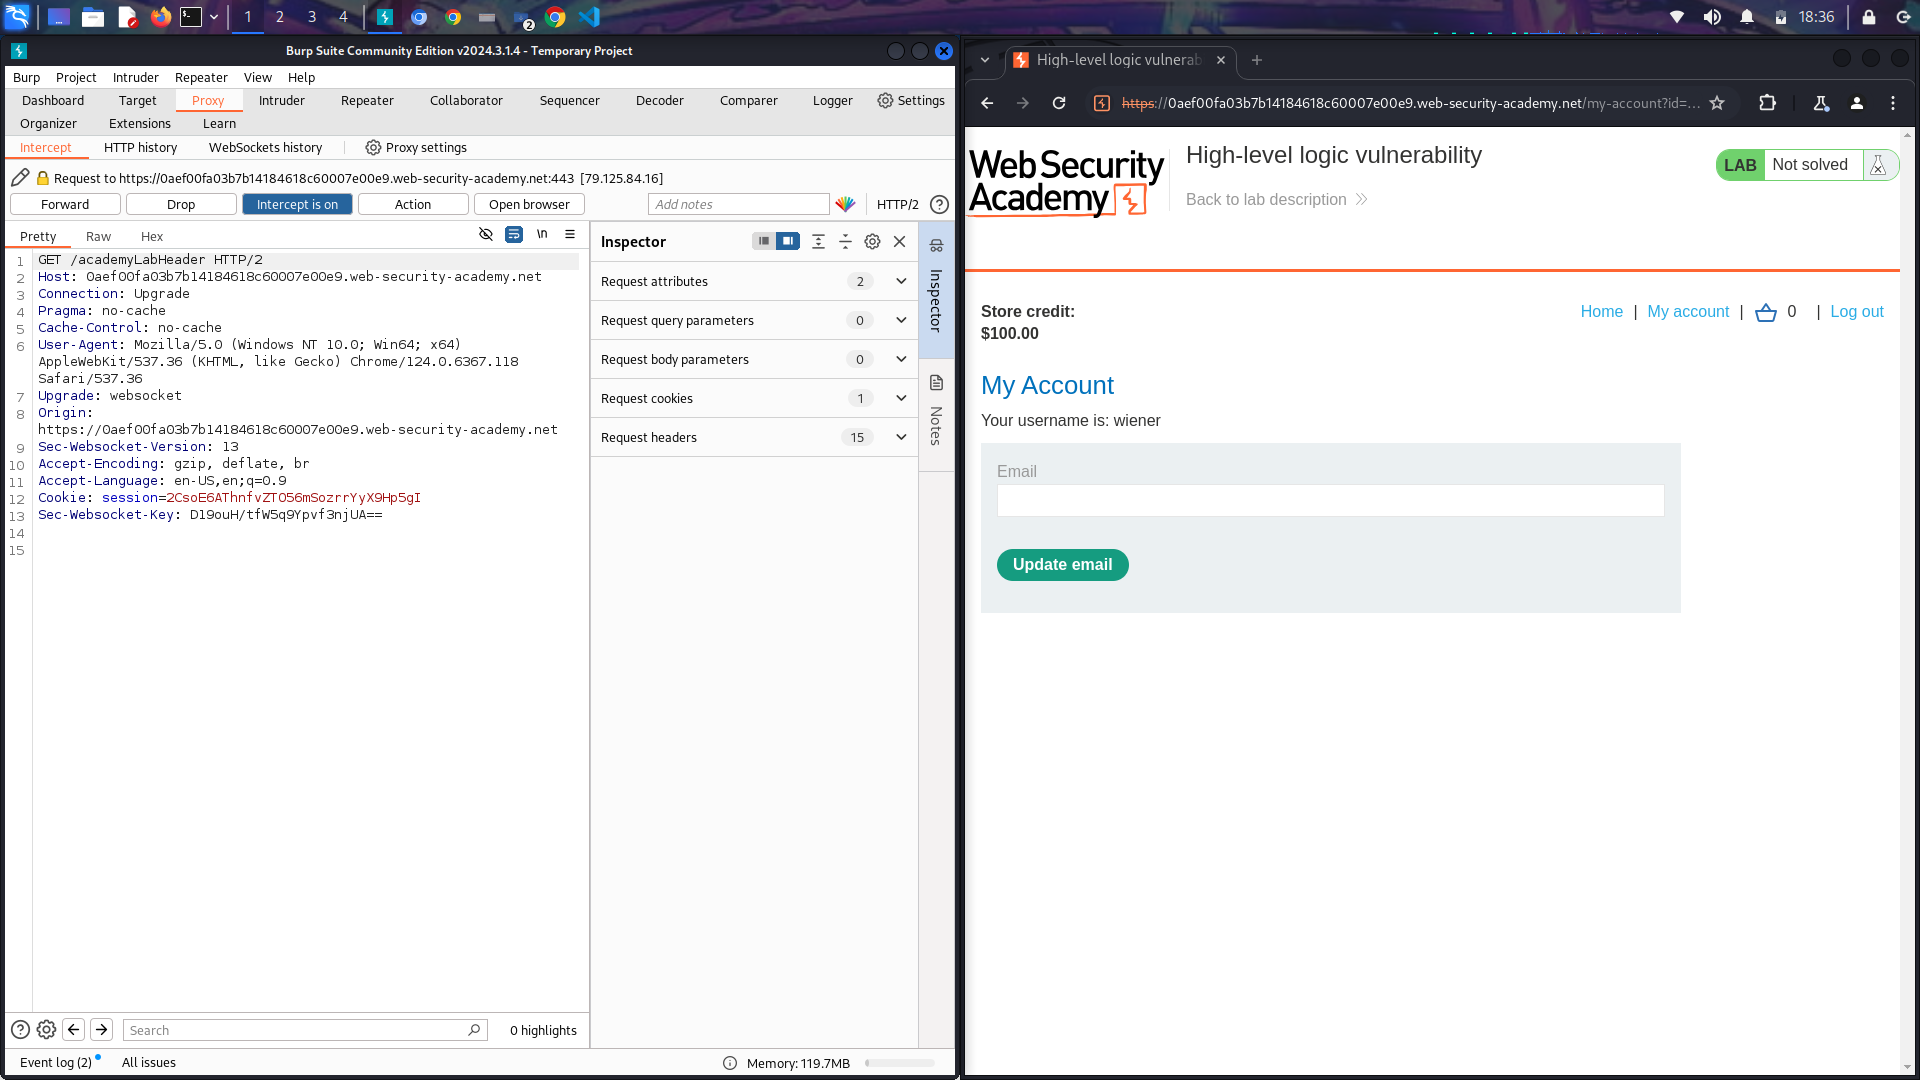 1 2 3 4 2 18:36
Burp Suite Community Edition v2024.3.1.4 - Temporary Project
Burp Project Intruder Repeater View Help
Dashboard Target Proxy Intruder Repeater Collaborator Sequencer Decoder Comparer Logger Settings
Organizer Extensions Learn
Intercept HTTP history WebSockets history Proxy settings
Request to https://0aef00fa03b7b14184618c60007e00e9.web-security-academy.net:443 [79.125.84.16]
Forward Drop Intercept is on Action Open browser Add notes HTTP/2 ?
Pretty Raw Hex \n
1 GET /academyLabHeader HTTP/2
2 Host: 0aef00fa03b7b14184618c60007e00e9.web-security-academy.net
3 Connection: Upgrade
4 Pragma: no-cache
5 Cache-Control: no-cache
6 User-Agent: Mozilla/5.0 (Windows NT 10.0; Win64; x64)
AppleWebKit/537.36 (KHTML, like Gecko) Chrome/124.0.6367.118
Safari/537.36
7 Upgrade: websocket
8 Origin:
https://0aef00fa03b7b14184618c60007e00e9.web-security-academy.net
9 Sec-Websocket-Version: 13
10 Accept-Encoding: gzip, deflate, br
11 Accept-Language: en-US,en;q=0.9
12 Cookie: session=2CsoE6AThnfvZTO56mSozrrYyX9Hp5gI
13 Sec-Websocket-Key: D19ouH/tfW5q9Ypvf3njUA==
14
15
Inspector
Request attributes 2
Request query parameters 0
Request body parameters 0
Request cookies 1
Request headers 15
Inspector
Notes
? Search 0 highlights
Event log (2) All issues Memory: 119.7MB
High-level logic vulnerab
https://0aef00fa03b7b14184618c60007e00e9.web-security-academy.net/my-account?id=...
Web Security
Academy
High-level logic vulnerability
Back to lab description
LAB Not solved
Store credit:
$100.00
Home | My account | 0 | Log out
My Account
Your username is: wiener
Email
Update email